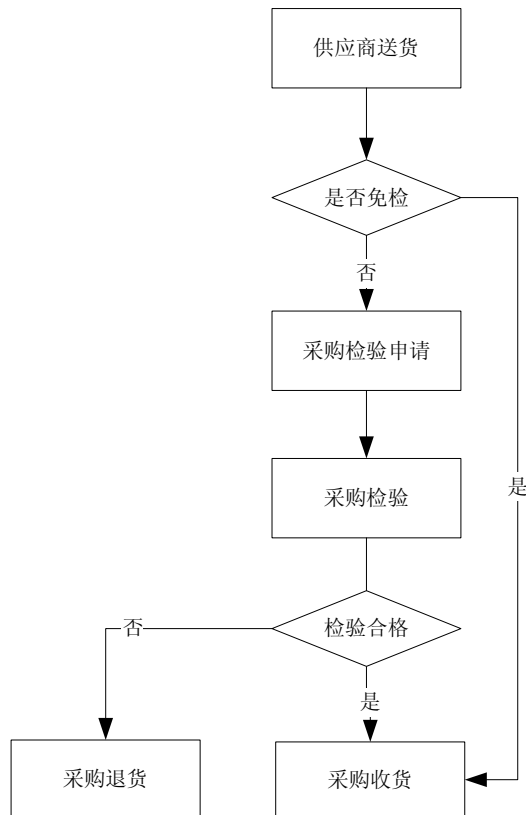 供应商送货
是否免检
否
采购检验申请
采购检验
是
检验合格
否
是
采购退货
采购收货